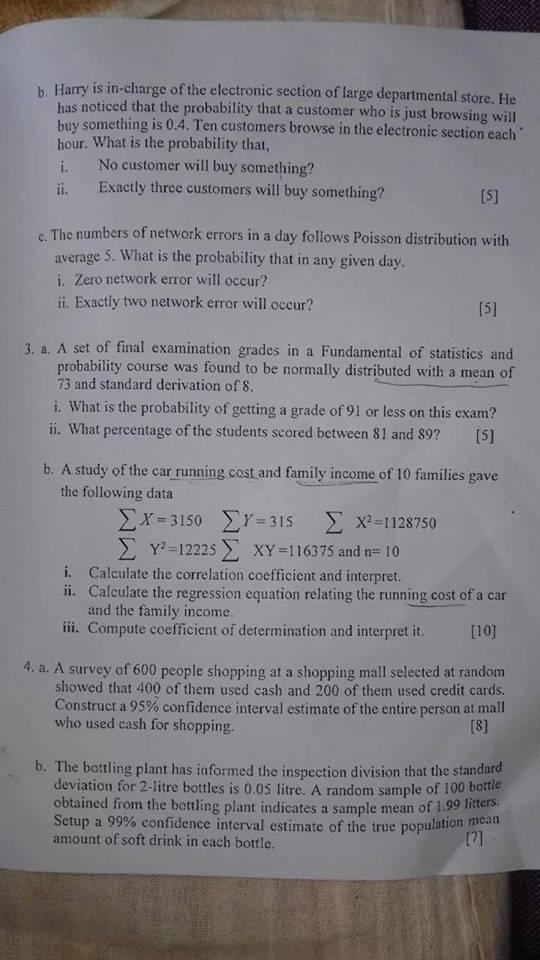 b. Harry is in-charge of the electronic section of large departmental store. He
has noticed that the probability that a customer who is just browsing will
buy something is 0.4. Ten customers browse in the electronic section each
hour. What is the probability that,
i. No customer will buy something?
ii. Exactly three customers will buy something? [5]
c. The numbers of network errors in a day follows Poisson distribution with
average 5. What is the probability that in any given day.
i. Zero network error will occur?
ii. Exactly two network error will occur? [5]
3. a. A set of final examination grades in a Fundamental of statistics and
probability course was found to be normally distributed with a mean of
73 and standard derivation of 8.
i. What is the probability of getting a grade of 91 or less on this exam?
ii. What percentage of the students scored between 81 and 89? [5]
b. A study of the car running cost and family income of 10 families gave
the following data
∑X = 3150 ∑Y = 315 ∑ X²=1128750
∑ Y²=12225 ∑ XY=116375 and n= 10
i. Calculate the correlation coefficient and interpret.
ii. Calculate the regression equation relating the running cost of a car
and the family income.
iii. Compute coefficient of determination and interpret it. [10]
4. a. A survey of 600 people shopping at a shopping mall selected at random
showed that 400 of them used cash and 200 of them used credit cards.
Construct a 95% confidence interval estimate of the entire person at mall
who used cash for shopping. [8]
b. The bottling plant has informed the inspection division that the standard
deviation for 2-litre bottles is 0.05 litre. A random sample of 100 bottle
obtained from the bottling plant indicates a sample mean of 1.99 litters.
Setup a 99% confidence interval estimate of the true population mean
amount of soft drink in each bottle. [7]